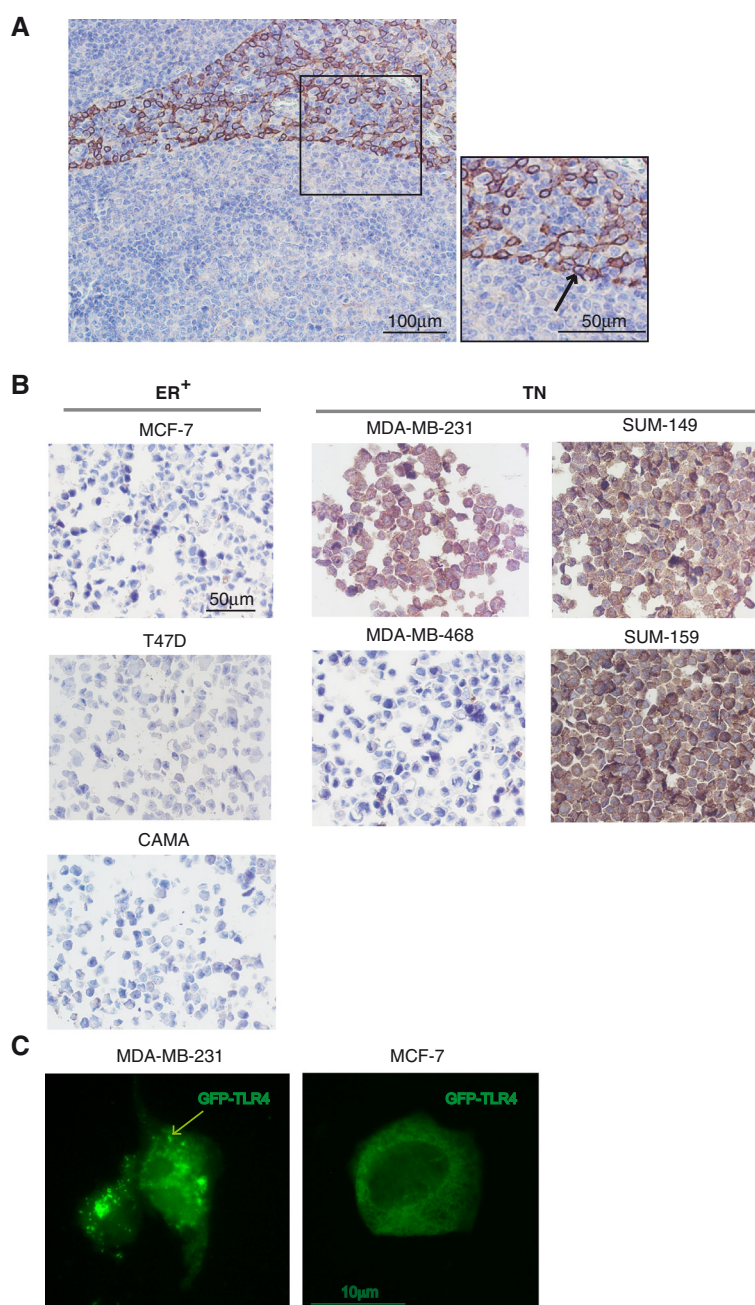 A
100μm
50μm
B
ER+
TN
MCF-7
MDA-MB-231
SUM-149
50μm
T47D
MDA-MB-468
SUM-159
CAMA
C
MDA-MB-231
MCF-7
GFP-TLR4
GFP-TLR4
10μm